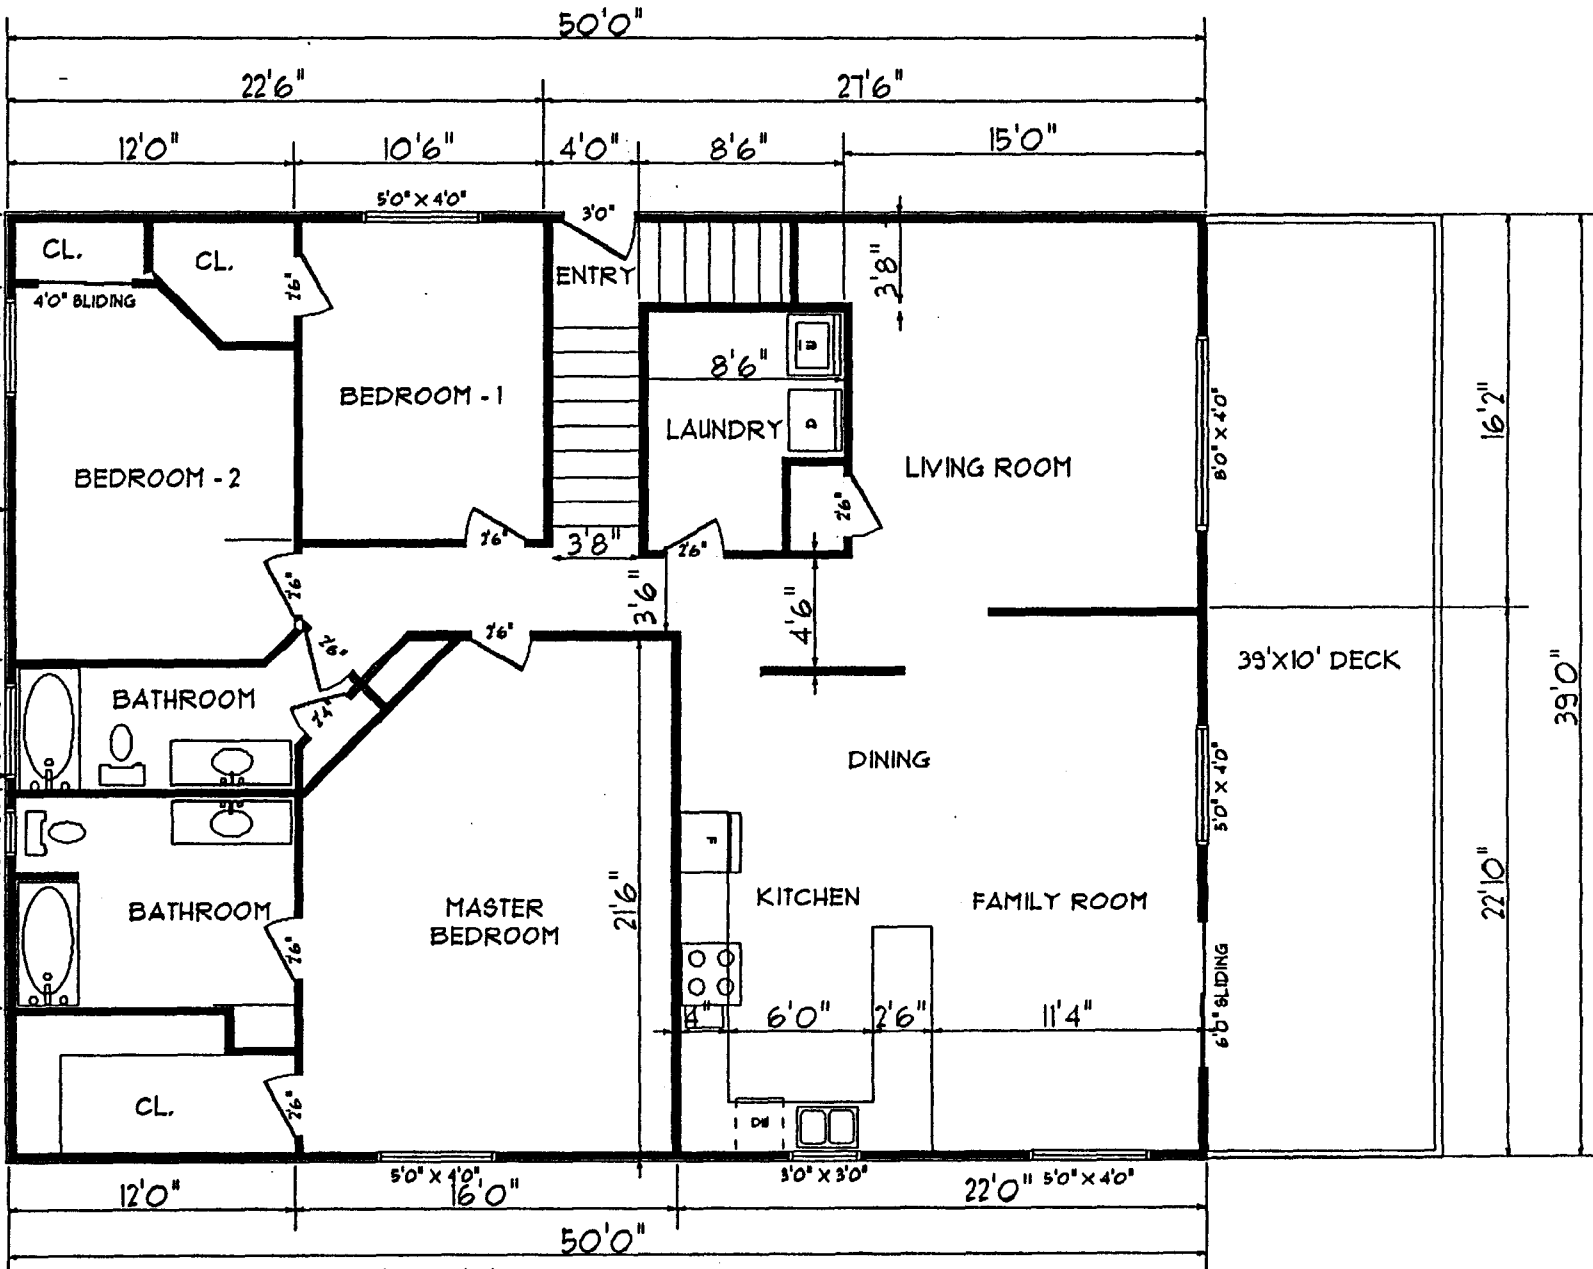 50'0"
22'6"
27'6"
12'0"
10'6"
4'0"
8'6"
15'0"
5'0" X 4'0"
3'0"
CL.
CL.
ENTRY
2'6"
3'8"
4'0" SLIDING
8'6"
BEDROOM - 1
LAUNDRY
D
16'2"
8'0" X 4'0"
LIVING ROOM
BEDROOM - 2
2'6"
2'6"
3'8"
2'6"
2'6"
3'6"
4'6"
2'6"
2'6"
39'X10' DECK
39'0"
BATHROOM
2'4"
DINING
5'0" X 4'0"
F
KITCHEN
FAMILY ROOM
22'10"
21'6"
BATHROOM
MASTER
BEDROOM
2'6"
6'0" SLIDING
4"
6'0"
2'6"
11'4"
CL.
2'6"
DW
5'0" X 4'0"
3'0" X 3'0"
5'0" X 4'0"
12'0"
16'0"
22'0"
50'0"